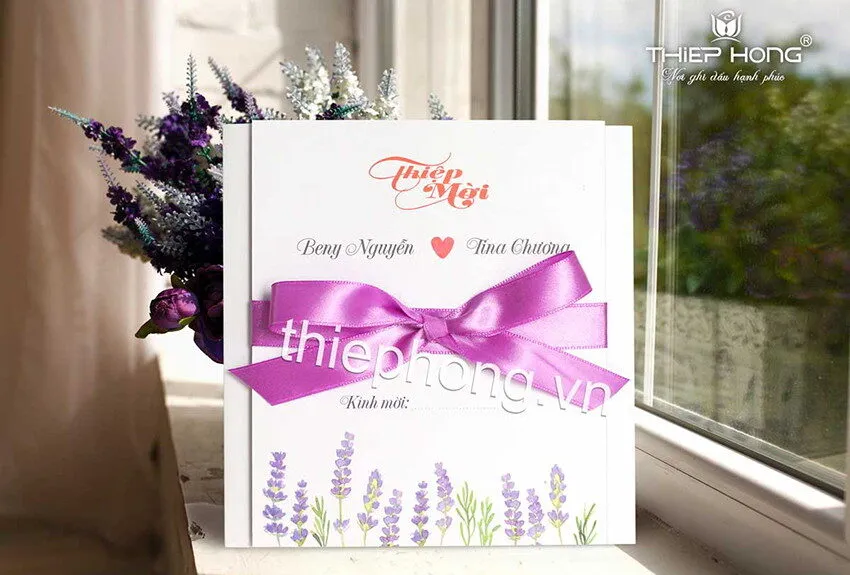 THIEP HONG®
Nơi ghi dấu hạnh phúc
Thiệp
Mời
Beny Nguyễn Tina Chương
thiephong.vn
Kính mời: